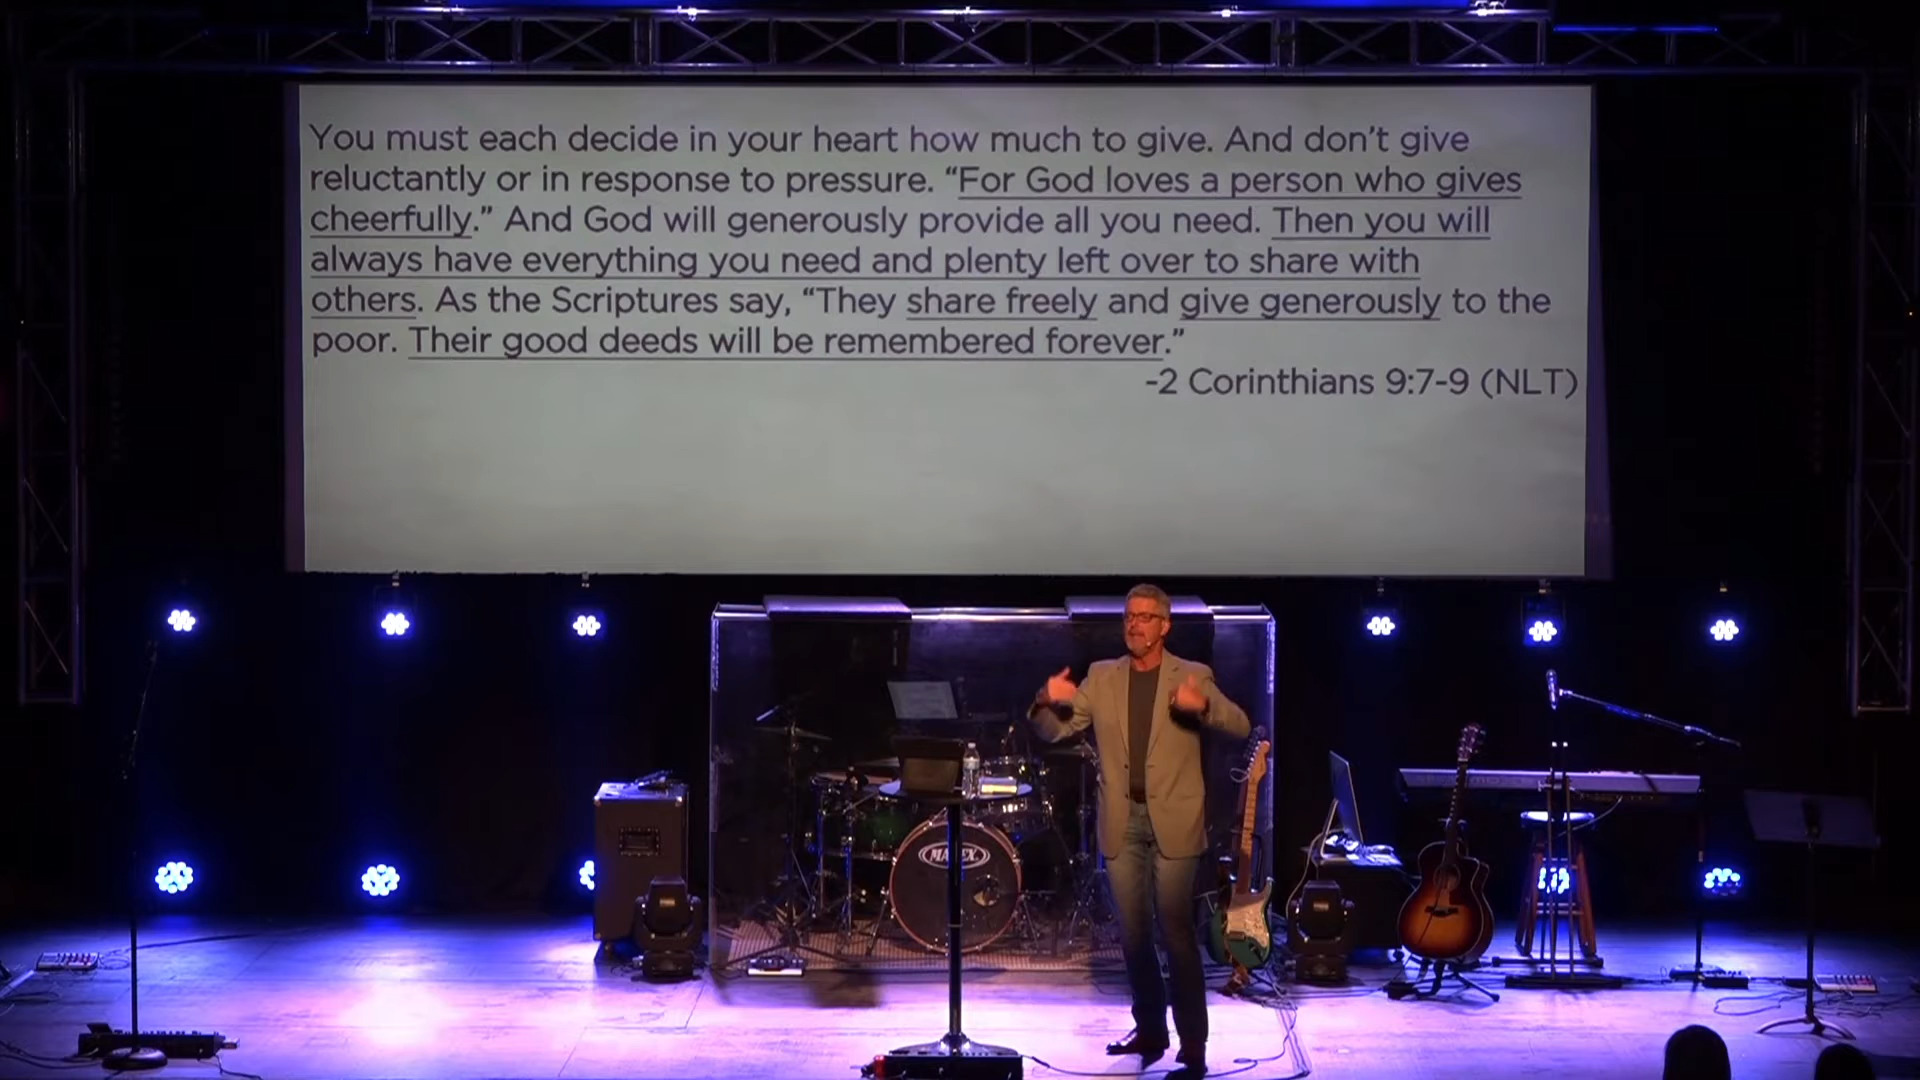 You must each decide in your heart how much to give. And don’t give
reluctantly or in response to pressure. “For God loves a person who gives
cheerfully.” And God will generously provide all you need. Then you will
always have everything you need and plenty left over to share with
others. As the Scriptures say, “They share freely and give generously to the
poor. Their good deeds will be remembered forever.”
-2 Corinthians 9:7-9 (NLT)
MAPEX